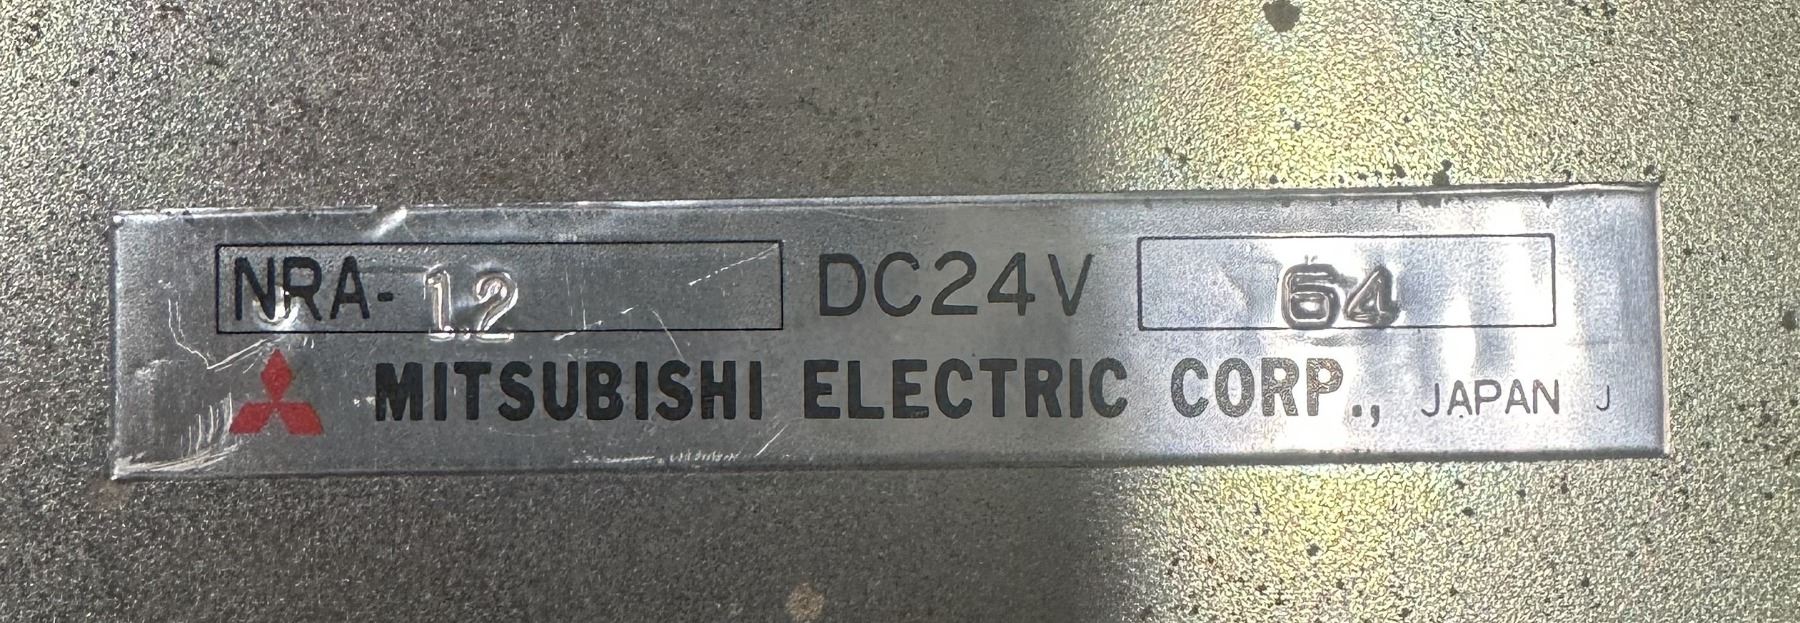 NRA-12 DC24V 64
MITSUBISHI ELECTRIC CORP., JAPAN J